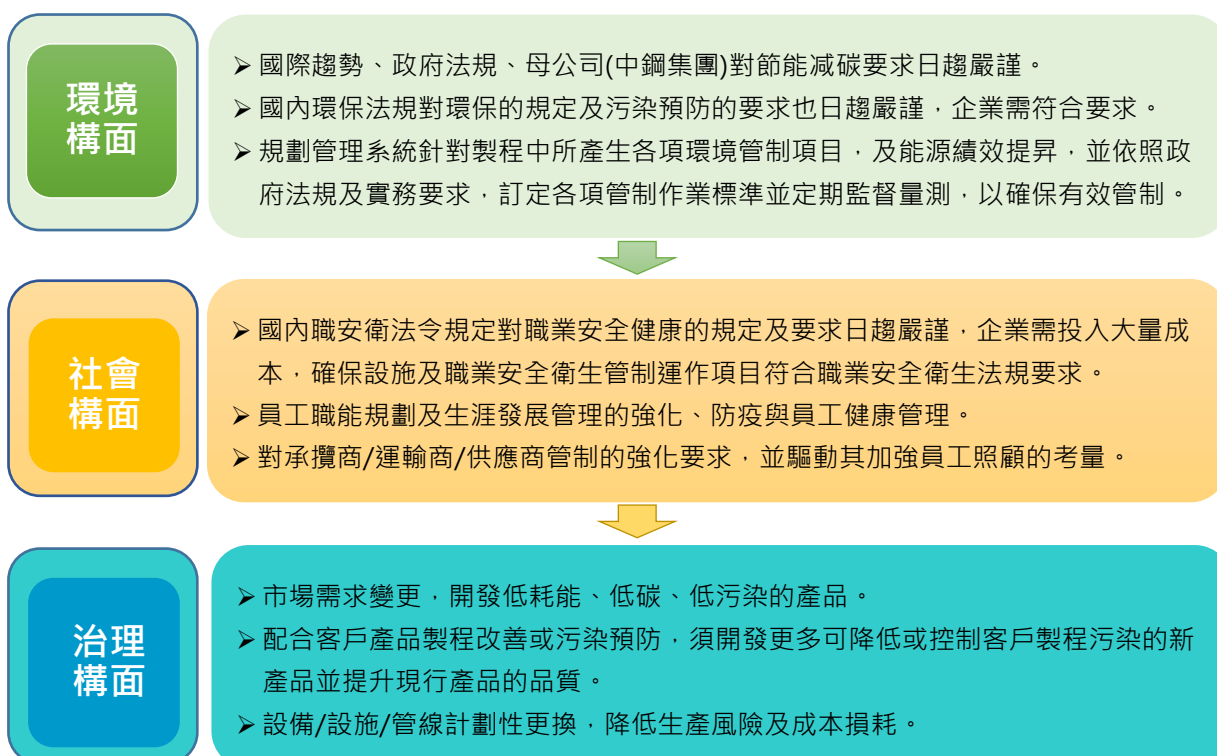 環境
構面
➢ 國際趨勢、政府法規、母公司(中鋼集團)對節能减碳要求日趨嚴謹。
➢ 國內環保法規對環保的規定及污染預防的要求也日趨嚴謹，企業需符合要求。
➢ 規劃管理系統針對製程中所產生各項環境管制項目，及能源績效提昇，並依照政
府法規及實務要求，訂定各項管制作業標準並定期監督量測，以確保有效管制。
社會
構面
➢ 國內職安衛法令規定對職業安全健康的規定及要求日趨嚴謹，企業需投入大量成
本，確保設施及職業安全衛生管制運作項目符合職業安全衛生法規要求。
➢ 員工職能規劃及生涯發展管理的強化、防疫與員工健康管理。
➢ 對承攬商/運輸商/供應商管制的強化要求，並驅動其加強員工照顧的考量。
治理
構面
➢ 市場需求變更，開發低耗能、低碳、低污染的產品。
➢ 配合客戶產品製程改善或污染預防，須開發更多可降低或控制客戶製程污染的新
產品並提升現行產品的品質。
➢ 設備/設施/管線計劃性更換，降低生產風險及成本損耗。